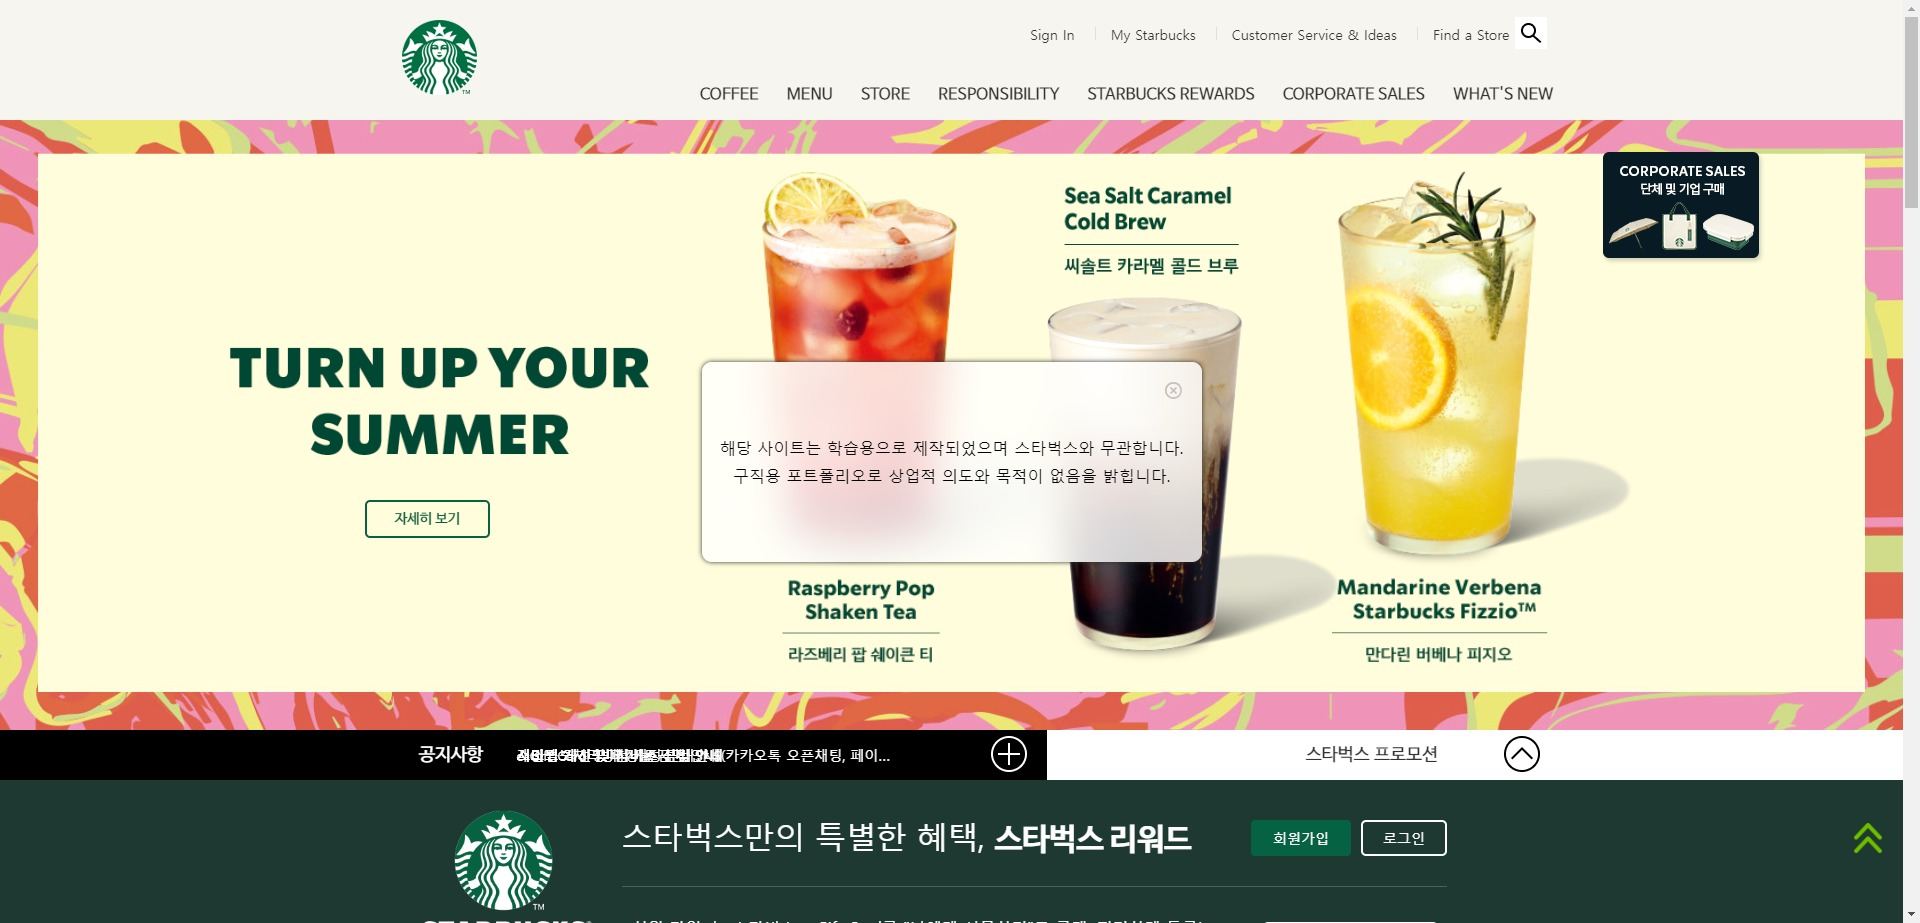 Sign In
My Starbucks
Customer Service & Ideas
Find a Store
COFFEE
MENU
STORE
RESPONSIBILITY
STARBUCKS REWARDS
CORPORATE SALES
WHAT'S NEW
CORPORATE SALES
단체 및 기업 구매
TURN UP YOUR
SUMMER
자세히 보기
Sea Salt Caramel
Cold Brew
씨솔트 카라멜 콜드 브루
해당 사이트는 학습용으로 제작되었으며 스타벅스와 무관합니다.
구직용 포트폴리오로 상업적 의도와 목적이 없음을 밝힙니다.
Raspberry Pop
Shaken Tea
라즈베리 팝 쉐이큰 티
Mandarine Verbena
Starbucks Fizzio™
만다린 버베나 피지오
공지사항
(카카오톡 오픈채팅, 페이...
스타벅스 프로모션
스타벅스만의 특별한 혜택, 스타벅스 리워드
회원가입
로그인
TM